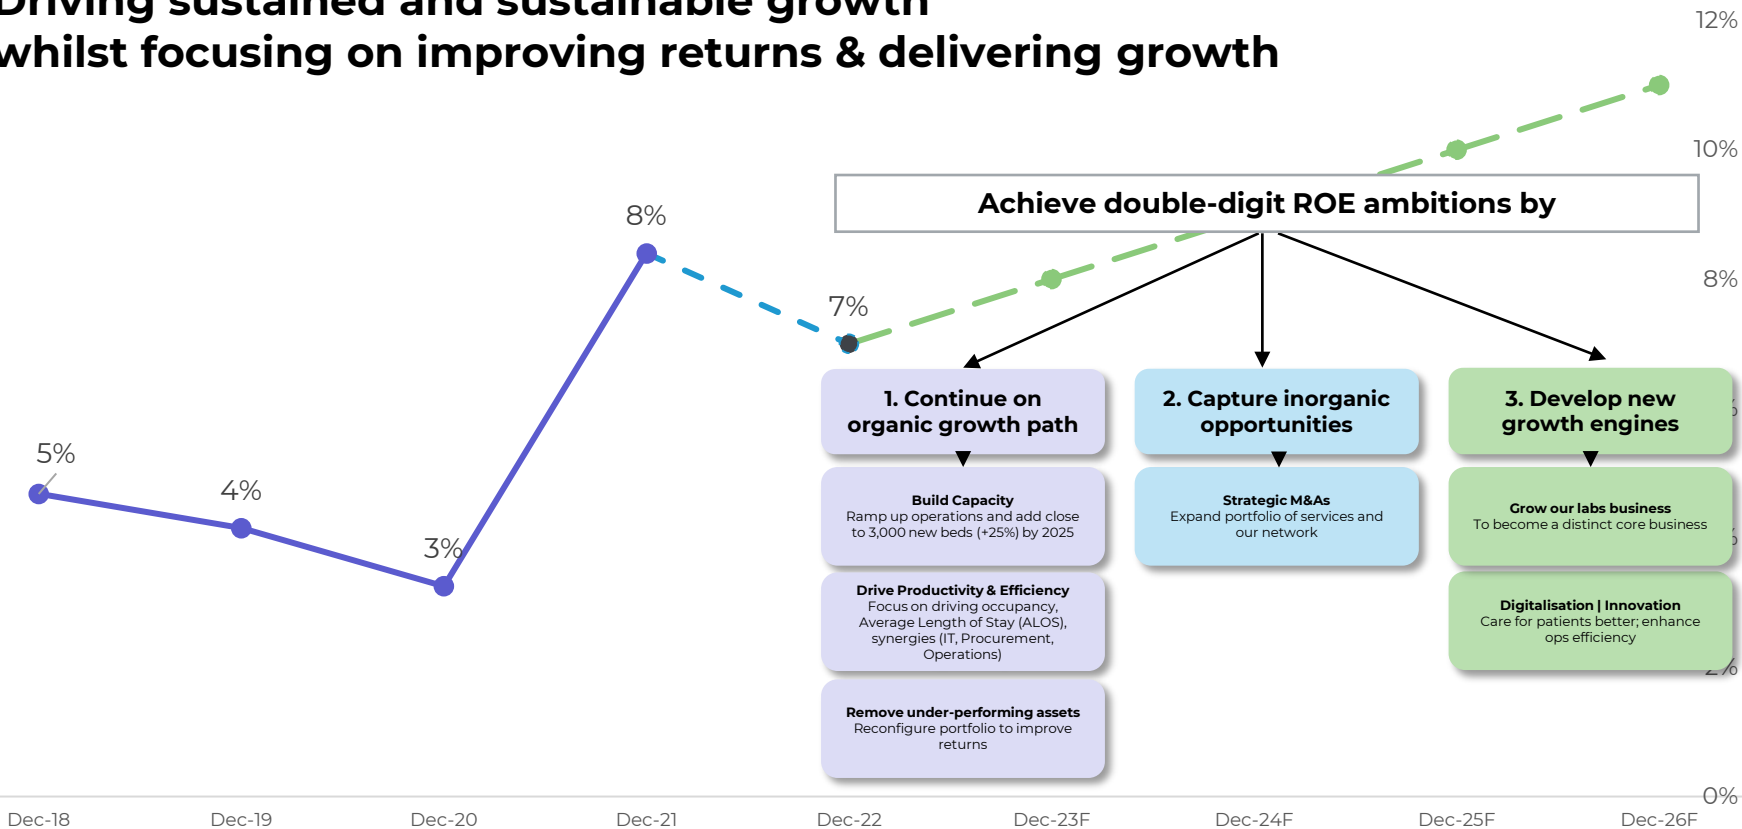 Driving sustained and sustainable growth
whilst focusing on improving returns & delivering growth
12%
10%
8%
2%
0%
5%
4%
3%
8%
7%
Achieve double-digit ROE ambitions by
1. Continue on
organic growth path
Build Capacity
Ramp up operations and add close
to 3,000 new beds (+25%) by 2025
Drive Productivity & Efficiency
Focus on driving occupancy,
Average Length of Stay (ALOS),
synergies (IT, Procurement,
Operations)
Remove under-performing assets
Reconfigure portfolio to improve
returns
2. Capture inorganic
opportunities
Strategic M&As
Expand portfolio of services and
our network
3. Develop new
growth engines
Grow our labs business
To become a distinct core business
Digitalisation | Innovation
Care for patients better; enhance
ops efficiency
Dec-18
Dec-19
Dec-20
Dec-21
Dec-22
Dec-23F
Dec-24F
Dec-25F
Dec-26F